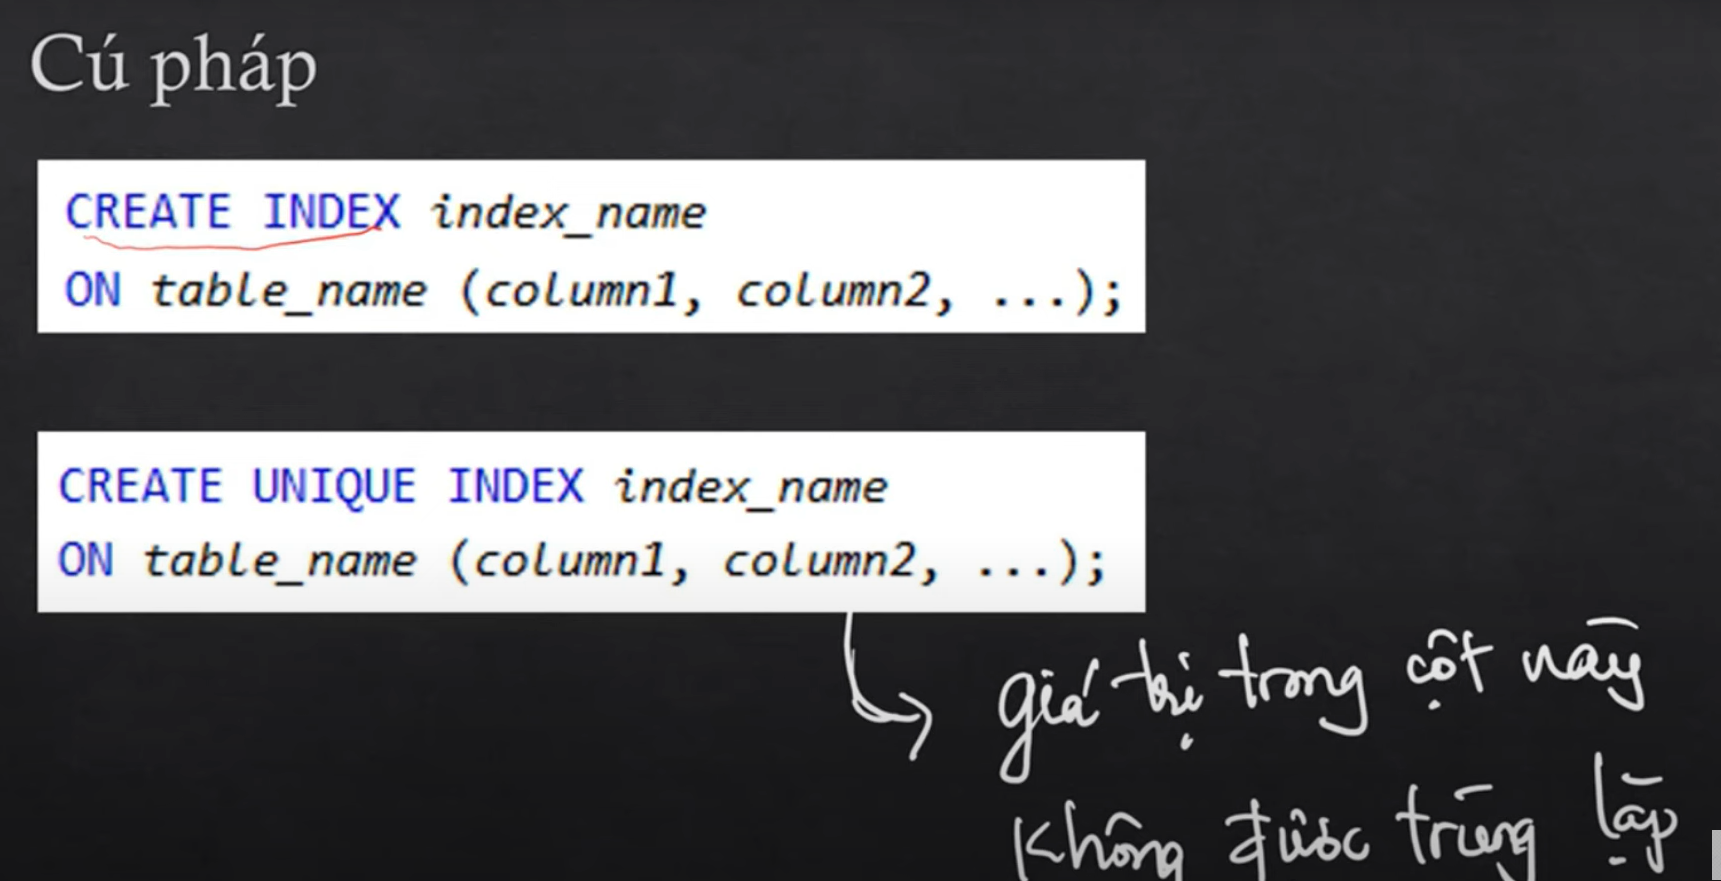 Cú pháp
CREATE INDEX index_name
ON table_name (column1, column2, ...);
CREATE UNIQUE INDEX index_name
ON table_name (column1, column2, ...);
giá trị trong cột này
không được trùng lặp